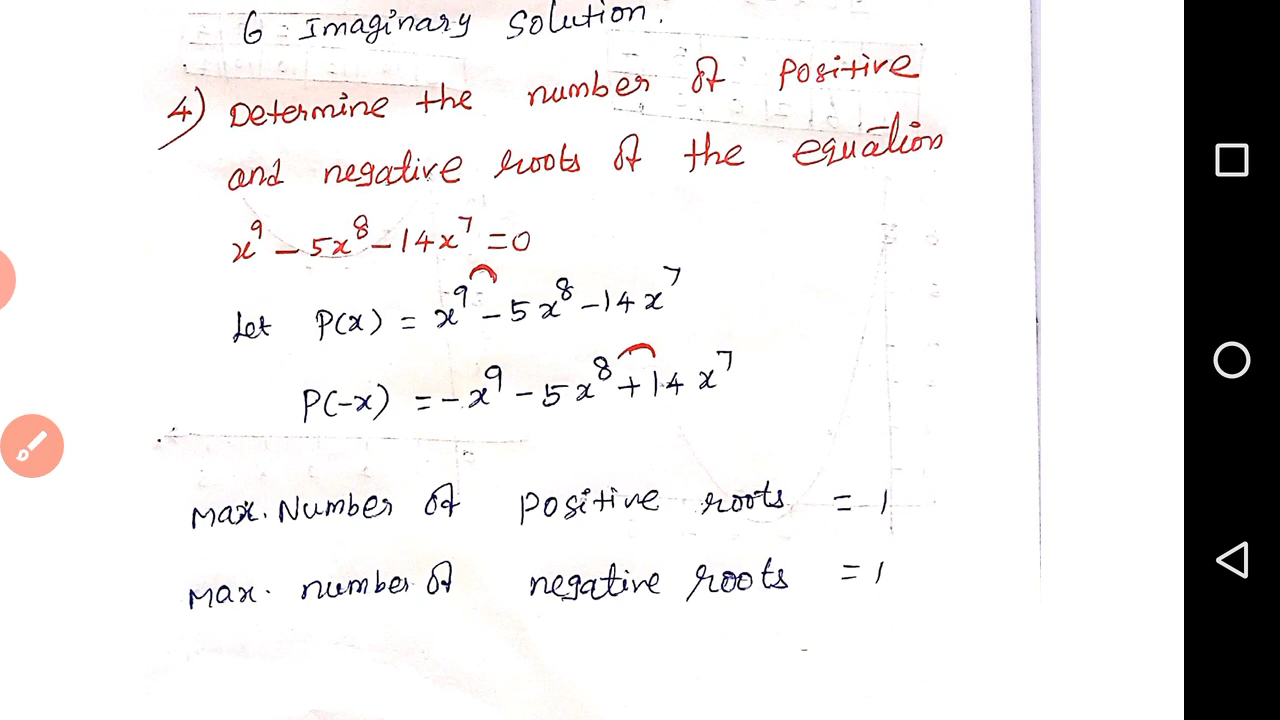 6 Imaginary Solution.
4) Determine the number of positive
and negative roots of the equation
x⁹ - 5x⁸ - 14x⁷ = 0
Let P(x) = x⁹ - 5x⁸ - 14x⁷
P(-x) = -x⁹ - 5x⁸ + 14x⁷
Max. Number of positive roots = 1
Max. number of negative roots = 1